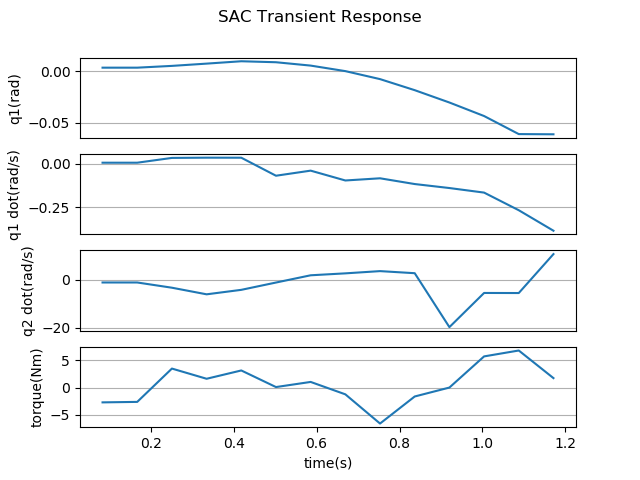 SAC Transient Response
q1(rad)
0.00
−0.05
q1 dot(rad/s)
0.00
−0.25
q2 dot(rad/s)
0
−20
torque(Nm)
5
0
−5
0.2 0.4 0.6 0.8 1.0 1.2
time(s)